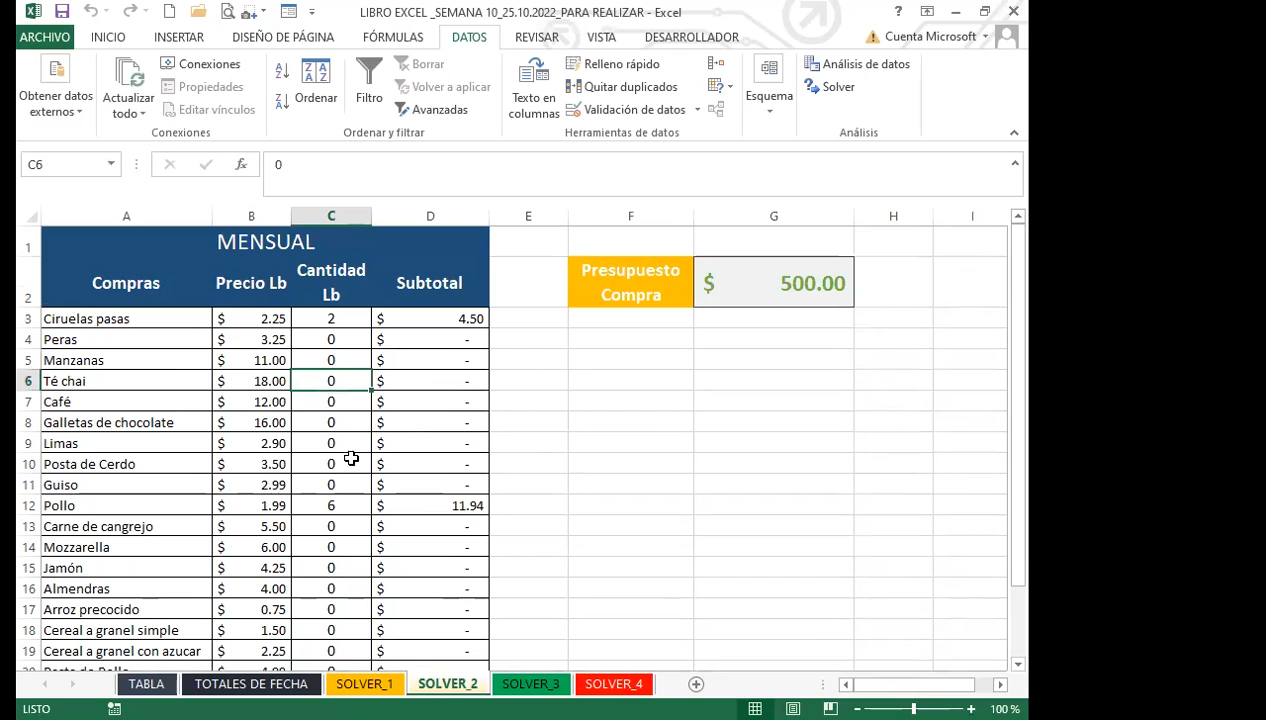 LIBRO EXCEL _SEMANA 10_25.10.2022_PARA REALIZAR - Excel
ARCHIVO INICIO INSERTAR DISEÑO DE PÁGINA FÓRMULAS DATOS REVISAR VISTA DESARROLLADOR Cuenta Microsoft
Obtener datos externos
Actualizar todo
Conexiones
Propiedades
Editar vínculos
Conexiones
Ordenar
Filtro
Borrar
Volver a aplicar
Avanzadas
Ordenar y filtrar
Texto en columnas
Relleno rápido
Quitar duplicados
Validación de datos
Herramientas de datos
Esquema
Análisis de datos
Solver
Análisis
C6 fx 0
A B C D E F G H I
1 MENSUAL
2 Compras Precio Lb Cantidad Lb Subtotal Presupuesto Compra $ 500.00
3 Ciruelas pasas $ 2.25 2 $ 4.50
4 Peras $ 3.25 0 $ -
5 Manzanas $ 11.00 0 $ -
6 Té chai $ 18.00 0 $ -
7 Café $ 12.00 0 $ -
8 Galletas de chocolate $ 16.00 0 $ -
9 Limas $ 2.90 0 $ -
10 Posta de Cerdo $ 3.50 0 $ -
11 Guiso $ 2.99 0 $ -
12 Pollo $ 1.99 6 $ 11.94
13 Carne de cangrejo $ 5.50 0 $ -
14 Mozzarella $ 6.00 0 $ -
15 Jamón $ 4.25 0 $ -
16 Almendras $ 4.00 0 $ -
17 Arroz precocido $ 0.75 0 $ -
18 Cereal a granel simple $ 1.50 0 $ -
19 Cereal a granel con azucar $ 2.25 0 $ -
TABLA TOTALES DE FECHA SOLVER_1 SOLVER_2 SOLVER_3 SOLVER_4
LISTO 100 %